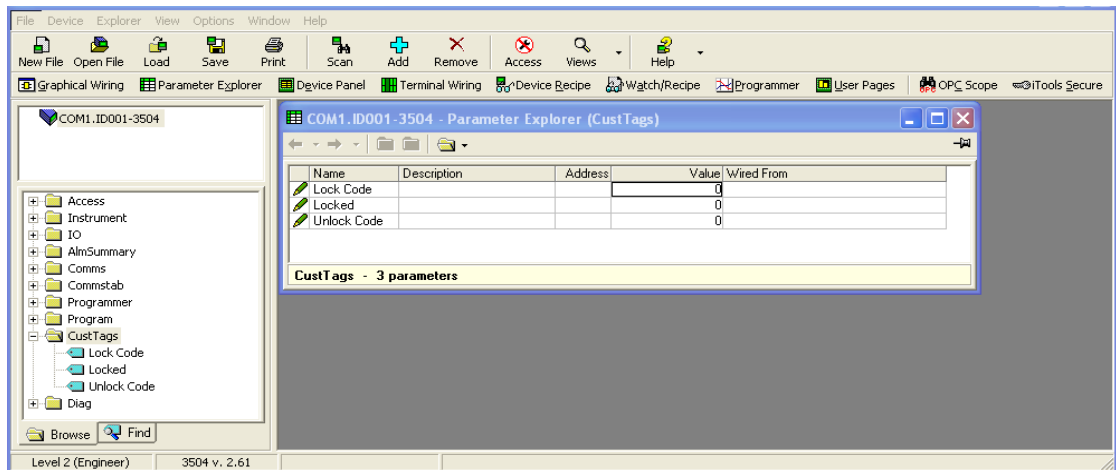 File Device Explorer View Options Window Help
New File Open File Load Save Print Scan Add Remove Access Views Help
Graphical Wiring Parameter Explorer Device Panel Terminal Wiring Device Recipe Watch/Recipe Programmer User Pages OPC Scope iTools Secure
COM1.ID001-3504
COM1.ID001-3504 - Parameter Explorer (CustTags)
Name Description Address Value Wired From
Lock Code 0
Locked 0
Unlock Code 0
CustTags - 3 parameters
Access
Instrument
IO
AlmSummary
Comms
Commstab
Programmer
Program
CustTags
Lock Code
Locked
Unlock Code
Diag
Browse Find
Level 2 (Engineer) 3504 v. 2.61